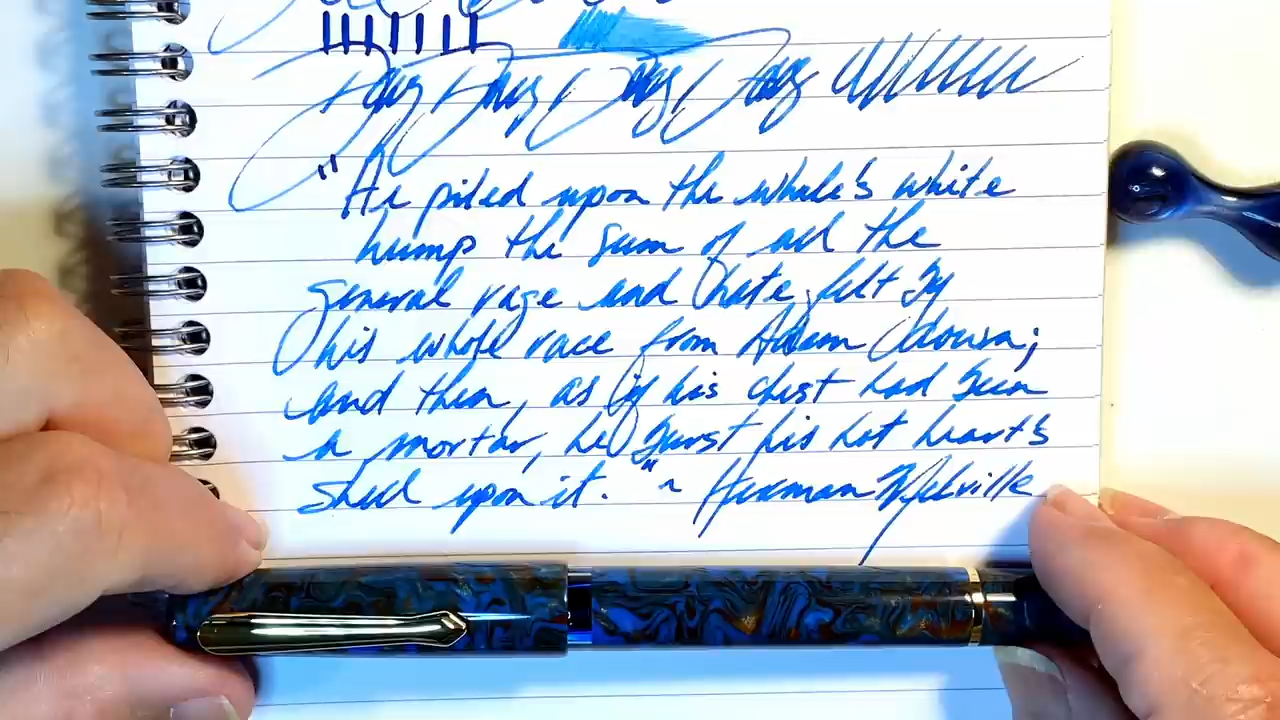 "He piled upon the whale's white
hump the sum of all the
general rage and hate felt by
his whole race from Adam down;
and then, as if his chest had been
a mortar, he burst his hot heart's
shell upon it." ~ Herman Melville